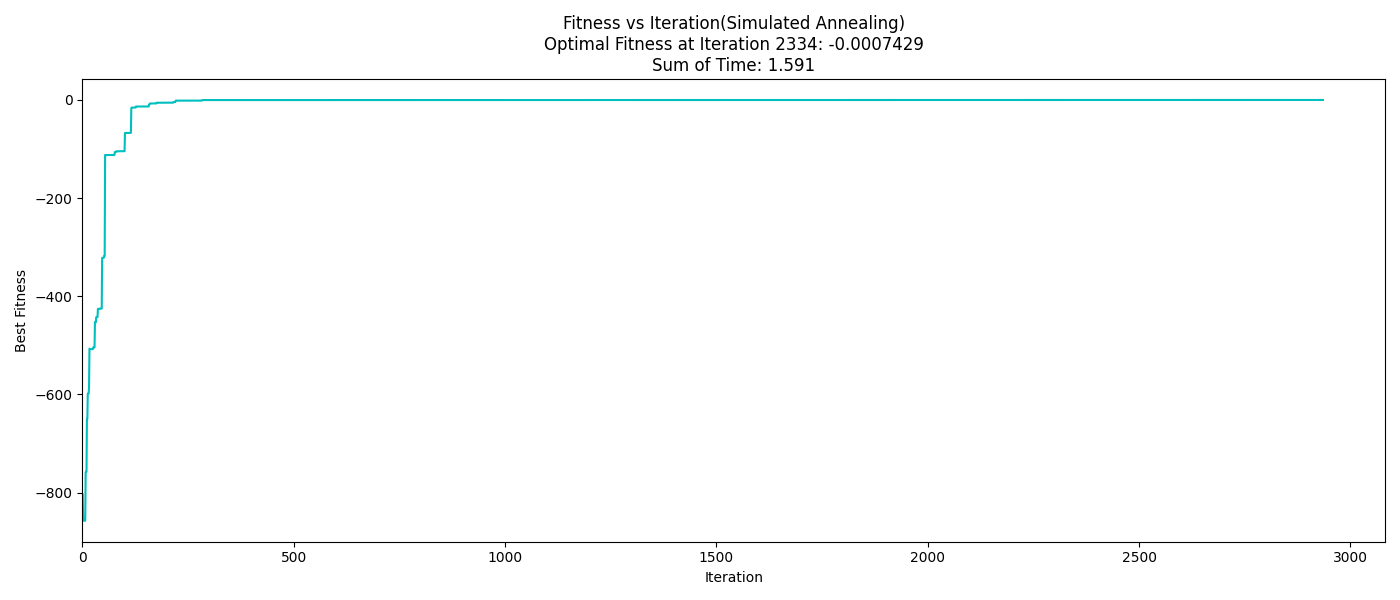 Fitness vs Iteration(Simulated Annealing)
Optimal Fitness at Iteration 2334: -0.0007429
Sum of Time: 1.591
0
−200
−400
−600
−800
Best Fitness
0 500 1000 1500 2000 2500 3000
Iteration